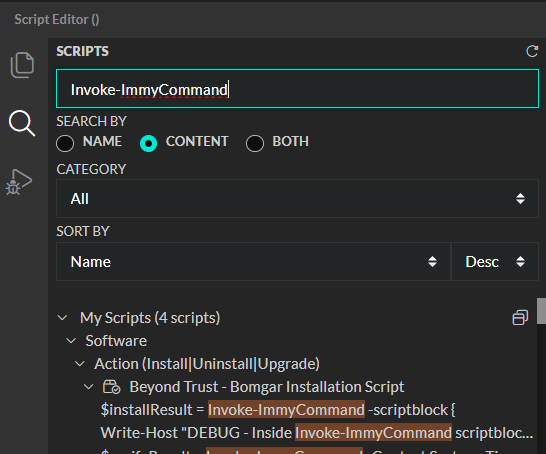 Script Editor ()
SCRIPTS
Invoke-ImmyCommand
SEARCH BY
NAME
CONTENT
BOTH
CATEGORY
All
SORT BY
Name
Desc
My Scripts (4 scripts)
Software
Action (Install|Uninstall|Upgrade)
Beyond Trust - Bomgar Installation Script
$installResult = Invoke-ImmyCommand -scriptblock {
Write-Host "DEBUG - Inside Invoke-ImmyCommand scriptbloc...